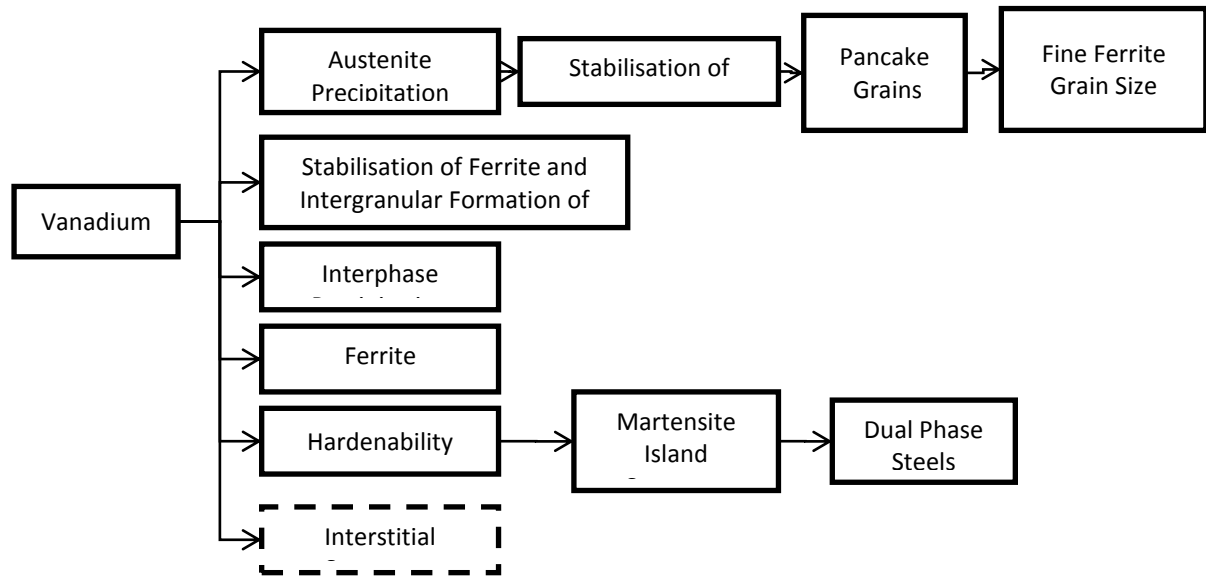 Austenite
Precipitation
Stabilisation of
Pancake
Grains
Fine Ferrite
Grain Size
Stabilisation of Ferrite and
Intergranular Formation of
Vanadium
Interphase
Ferrite
Hardenability
Martensite
Island
Dual Phase
Steels
Interstitial